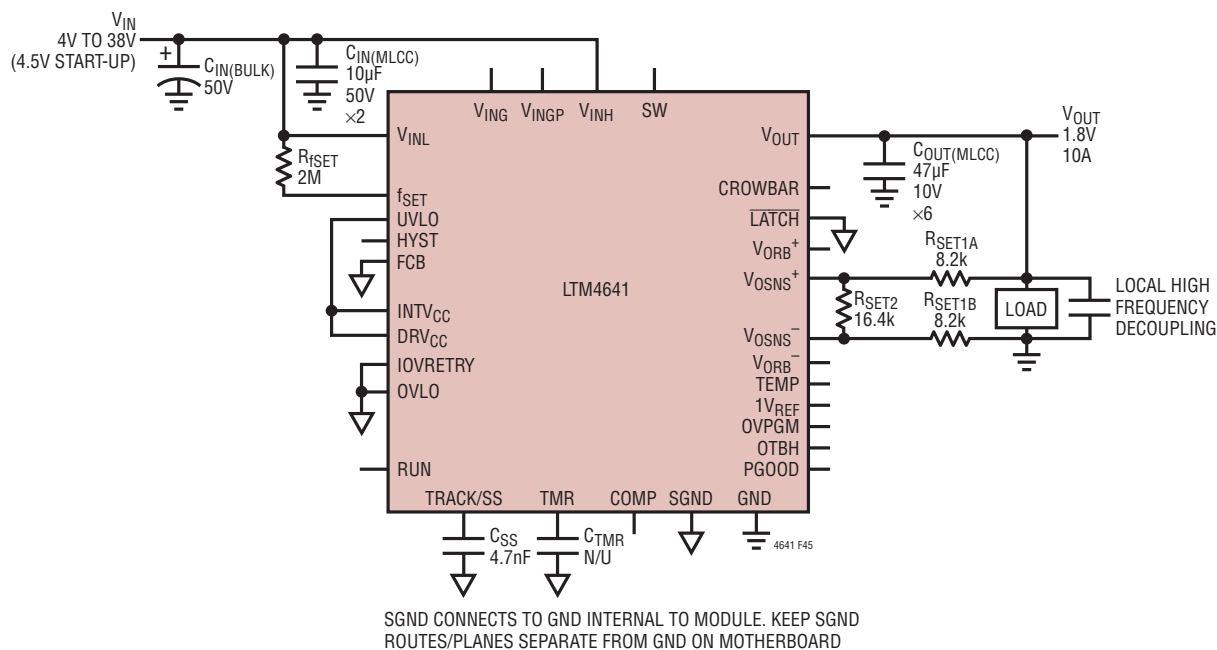 V_IN
4V TO 38V
(4.5V START-UP)
+
C_IN(BULK)
50V
C_IN(MLCC)
10µF
50V
×2
R_fSET
2M
V_ING
V_INGP
V_INH
SW
V_INL
f_SET
UVLO
HYST
FCB
INTV_CC
DRV_CC
IOVRETRY
OVLO
RUN
LTM4641
V_OUT
CROWBAR
LATCH
V_ORB+
V_OSNS+
V_OSNS–
V_ORB–
TEMP
1V_REF
OVPGM
OTBH
PGOOD
TRACK/SS
TMR
COMP
SGND
GND
C_OUT(MLCC)
47µF
10V
×6
V_OUT
1.8V
10A
R_SET1A
8.2k
R_SET2
16.4k
R_SET1B
8.2k
LOAD
LOCAL HIGH
FREQUENCY
DECOUPLING
C_SS
4.7nF
C_TMR
N/U
4641 F45
SGND CONNECTS TO GND INTERNAL TO MODULE. KEEP SGND
ROUTES/PLANES SEPARATE FROM GND ON MOTHERBOARD